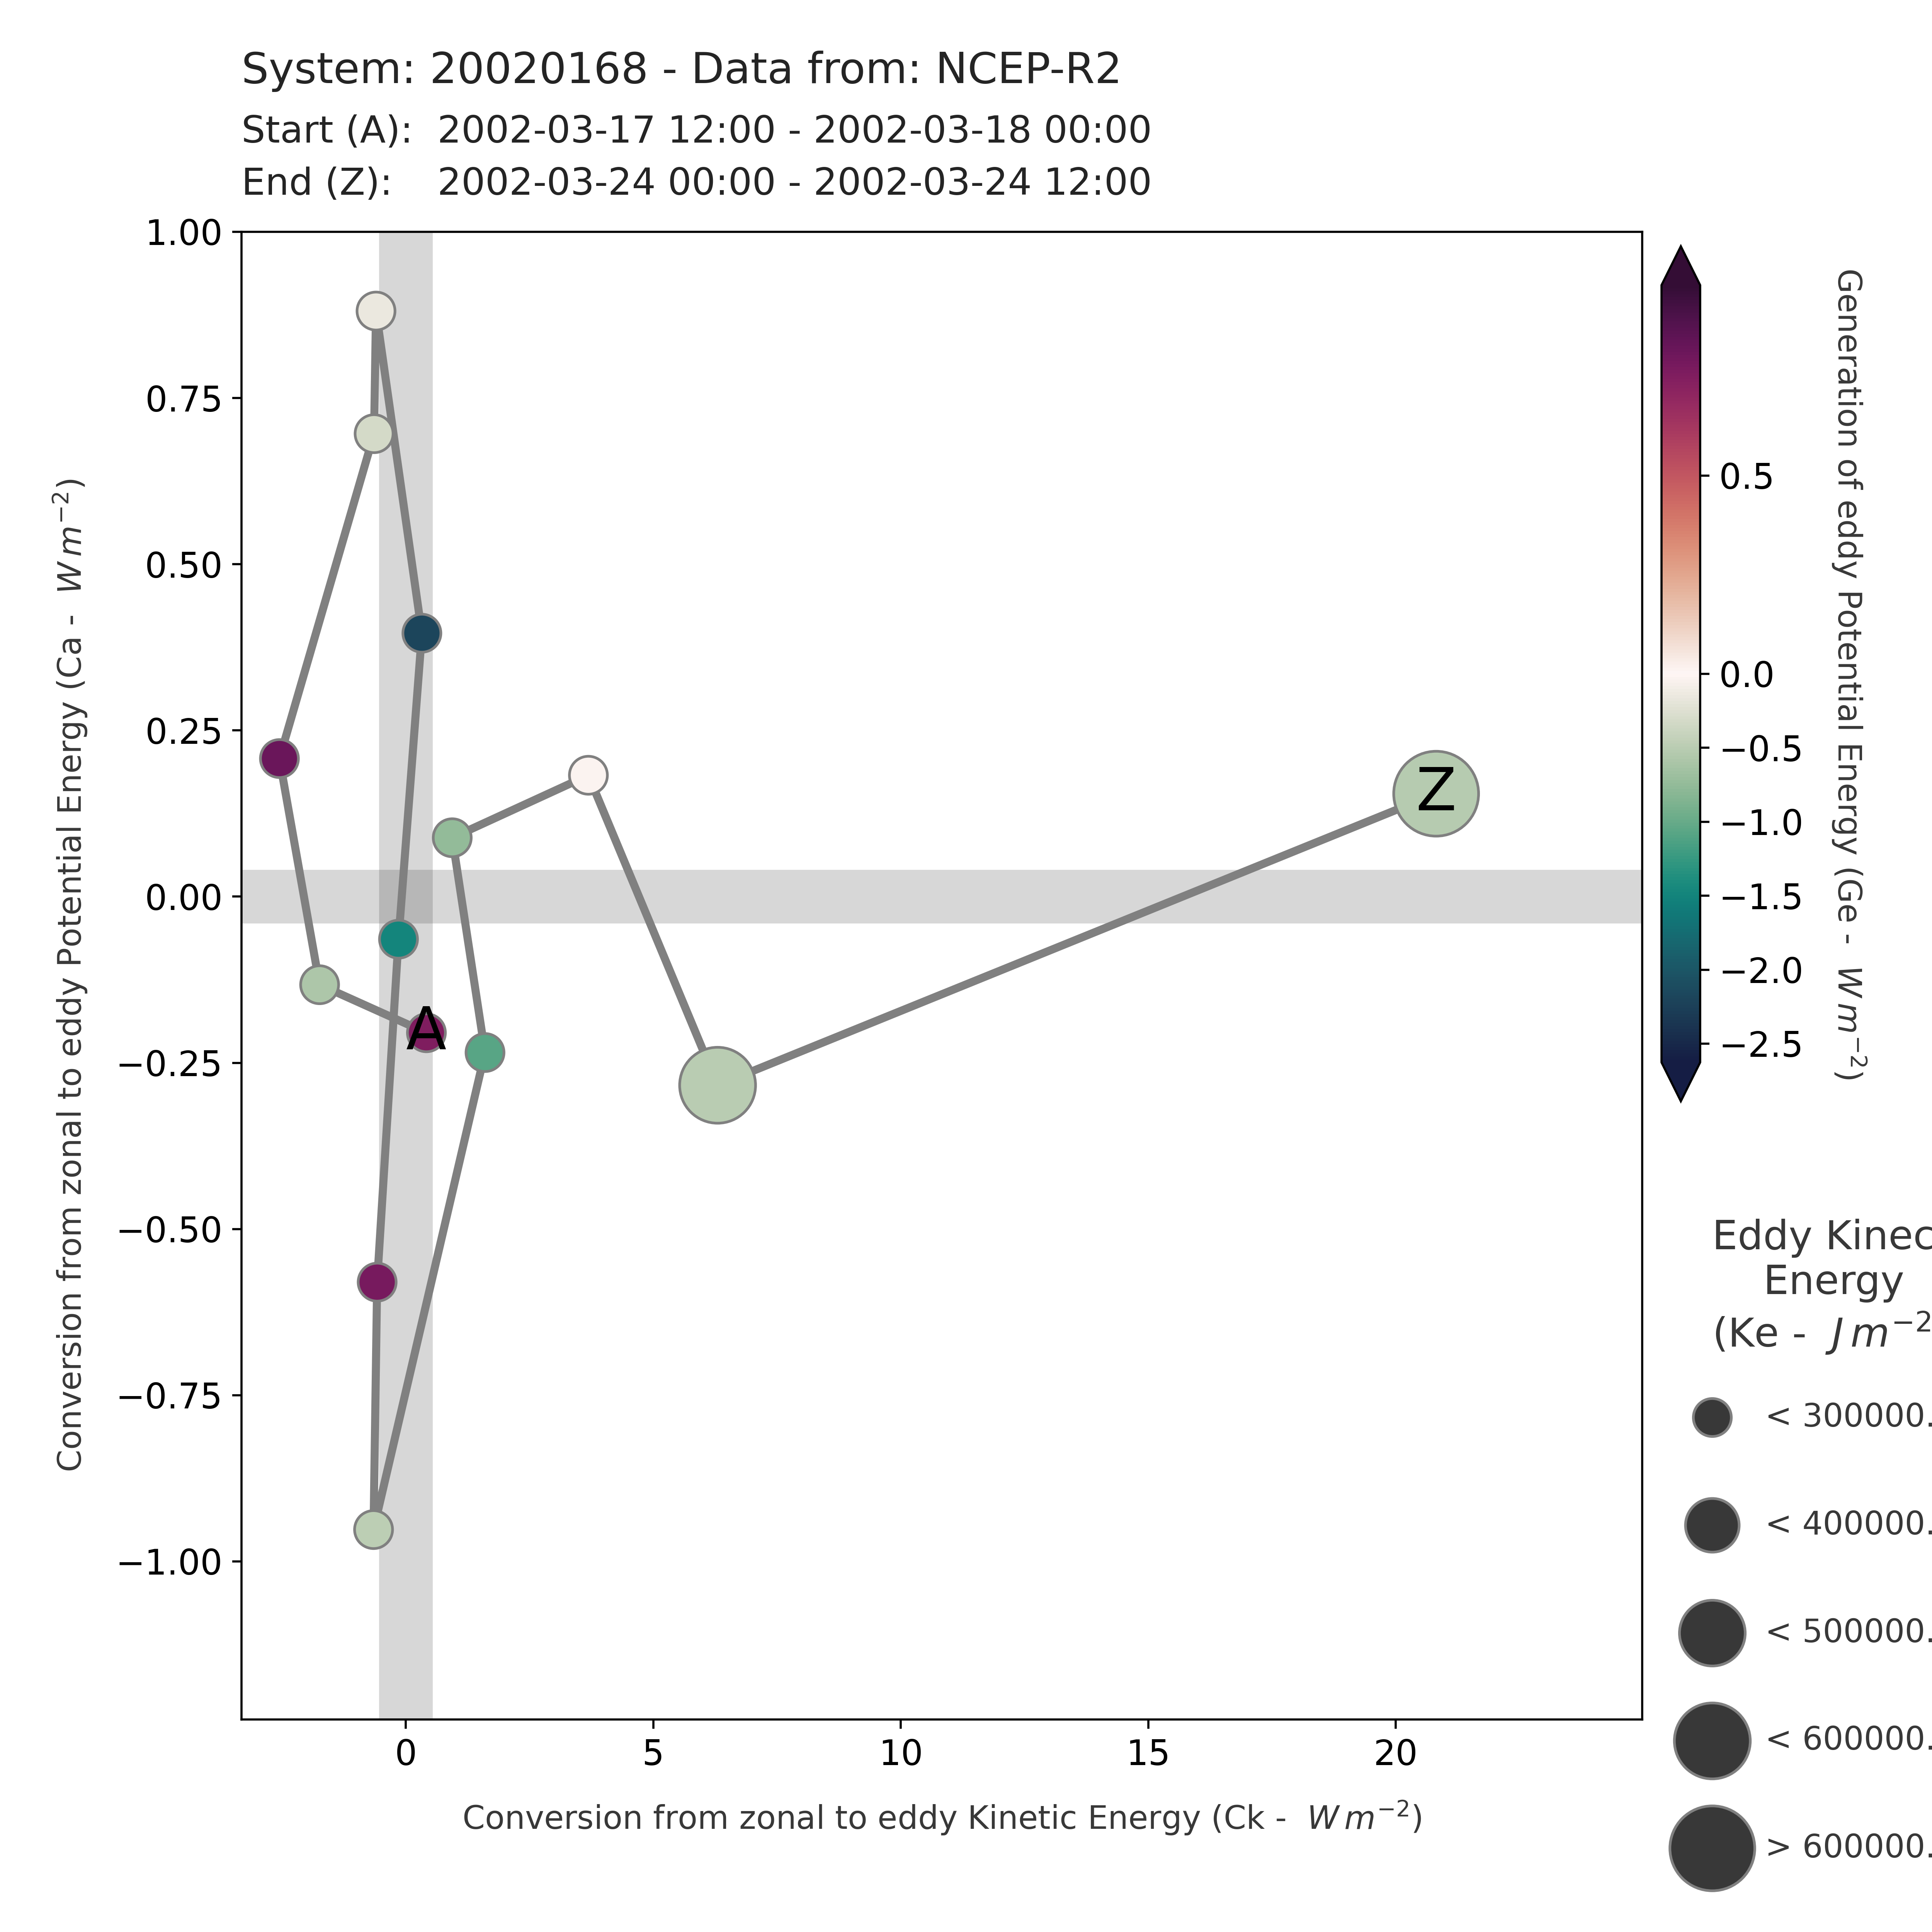 System: 20020168 - Data from: NCEP-R2
Start (A): 2002-03-17 12:00 - 2002-03-18 00:00
End (Z): 2002-03-24 00:00 - 2002-03-24 12:00
1.00
0.75
0.50
0.25
0.00
−0.25
−0.50
−0.75
−1.00
Conversion from zonal to eddy Potential Energy (Ca - W m⁻²)
A
Z
0 5 10 15 20
Conversion from zonal to eddy Kinetic Energy (Ck - W m⁻²)
0.5
0.0
−0.5
−1.0
−1.5
−2.0
−2.5
Generation of eddy Potential Energy (Ge - W m⁻²)
Eddy Kinec
Energy
(Ke - J m⁻²
< 300000.
< 400000.
< 500000.
< 600000.
> 600000.